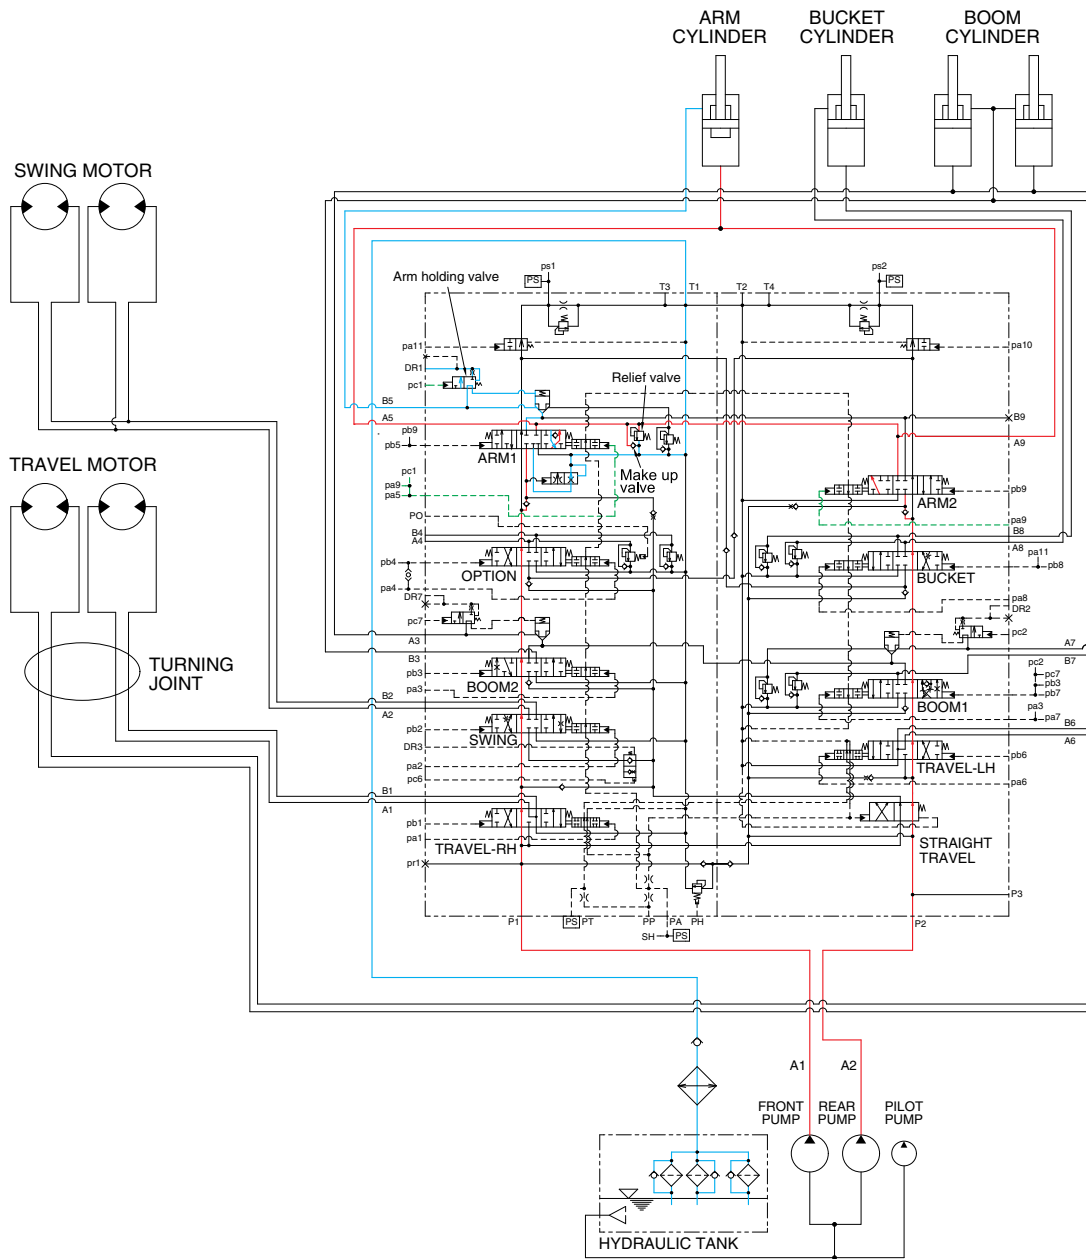 ARM
CYLINDER
BUCKET
CYLINDER
BOOM
CYLINDER
SWING MOTOR
TRAVEL MOTOR
TURNING
JOINT
ps1
PS
Arm holding valve
T3
T1
T2
T4
ps2
PS
pa11
DR1
pc1
B5
A5
pb9
pb5
ARM1
pc1
pa9
pa5
PO
B4
A4
pb4
OPTION
pa4
DR7
pc7
A3
B3
pb3
BOOM2
pa3
B2
A2
pb2
SWING
DR3
pa2
pc6
B1
A1
pb1
TRAVEL-RH
pa1
pr1
Relief valve
Make up
valve
pa10
B9
A9
pb9
ARM2
pa9
B8
A8
pa11
pb8
BUCKET
pa8
DR2
pc2
A7
B7
pc2
pc7
pb3
pb7
BOOM1
pa3
pa7
B6
A6
pb6
TRAVEL-LH
pa6
STRAIGHT
TRAVEL
P3
P1
PS
PT
PP
PA
PH
SH
PS
P2
A1
A2
FRONT
PUMP
REAR
PUMP
PILOT
PUMP
HYDRAULIC TANK